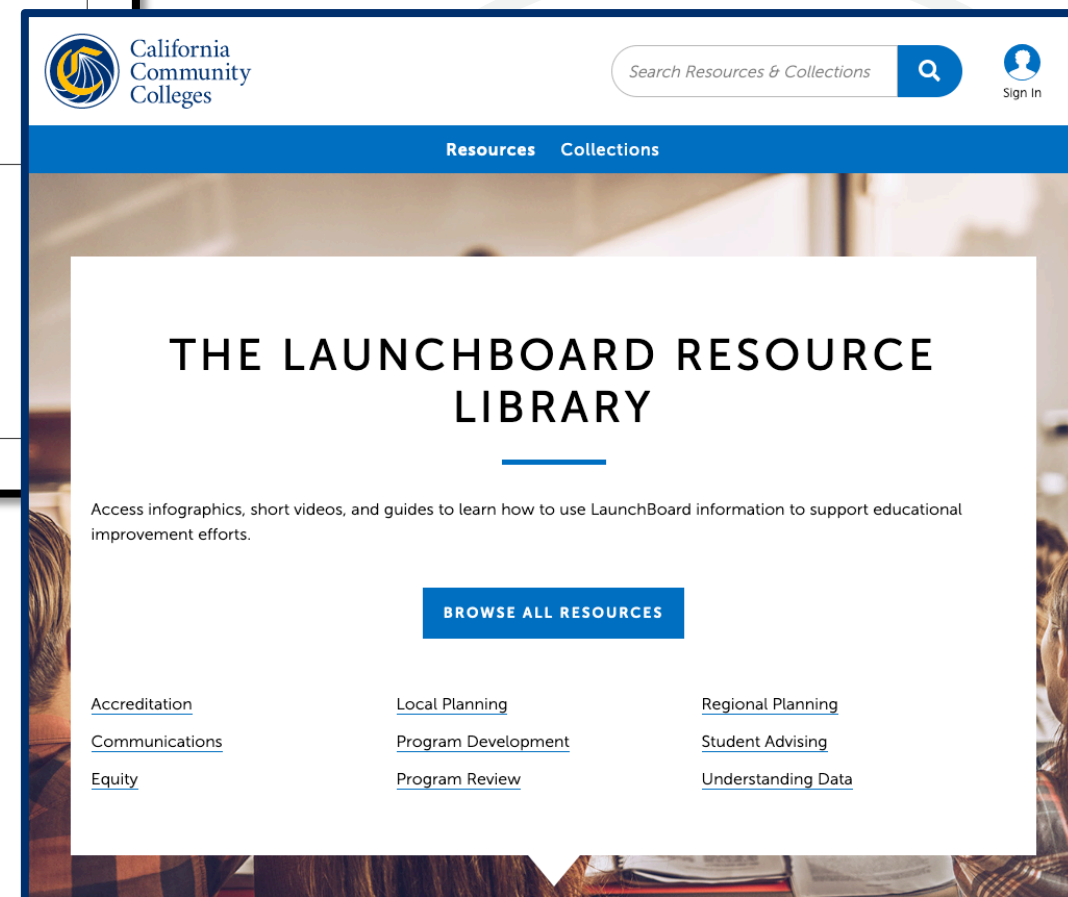 California
Community
Colleges
Search Resources & Collections
Sign In
Resources Collections
THE LAUNCHBOARD RESOURCE
LIBRARY
Access infographics, short videos, and guides to learn how to use LaunchBoard information to support educational
improvement efforts.
BROWSE ALL RESOURCES
Accreditation Local Planning Regional Planning
Communications Program Development Student Advising
Equity Program Review Understanding Data